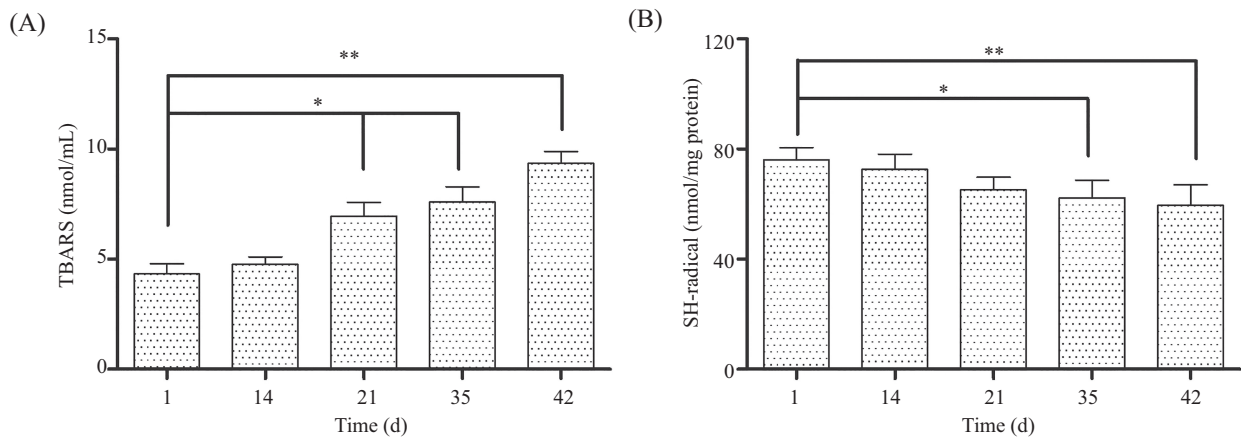 (A)
15
10
5
0
TBARS (nmol/mL)
**
*
1 14 21 35 42
Time (d)
(B)
120
80
40
0
SH-radical (nmol/mg protein)
**
*
1 14 21 35 42
Time (d)